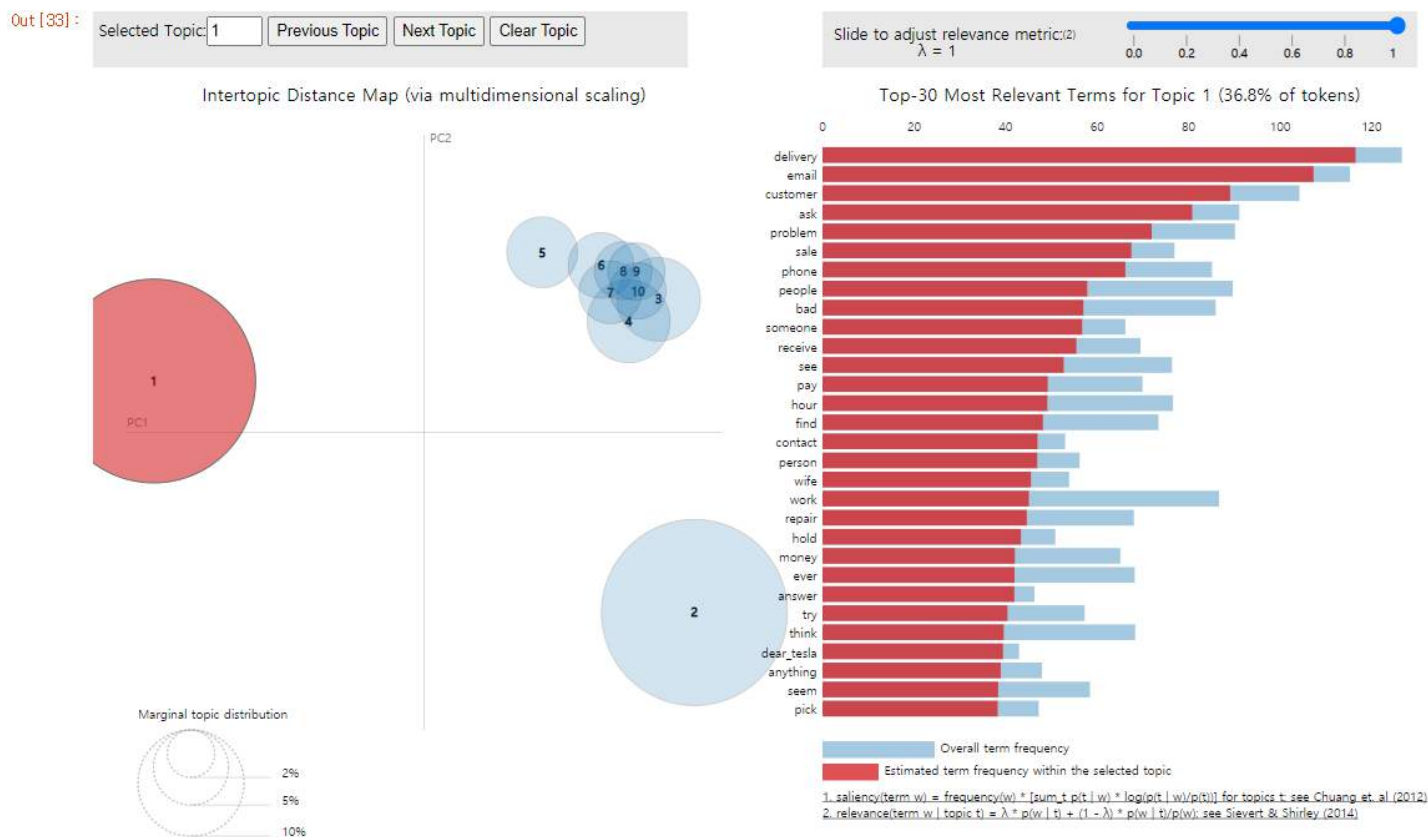 Out[33]:
Selected Topic: 1 Previous Topic Next Topic Clear Topic
Slide to adjust relevance metric:(2)
λ = 1
0.0 0.2 0.4 0.6 0.8 1
Intertopic Distance Map (via multidimensional scaling)
PC2
PC1
5
6
8
9
7
10
3
4
1
2
Marginal topic distribution
2%
5%
10%
Top-30 Most Relevant Terms for Topic 1 (36.8% of tokens)
0 20 40 60 80 100 120
delivery
email
customer
ask
problem
sale
phone
people
bad
someone
receive
see
pay
hour
find
contact
person
wife
work
repair
hold
money
ever
answer
try
think
dear_tesla
anything
seem
pick
Overall term frequency
Estimated term frequency within the selected topic
1. saliency(term w) = frequency(w) * [sum_t p(t | w) * log(p(t | w)/p(t))] for topics t; see Chuang et. al (2012)
2. relevance(term w | topic t) = λ * p(w | t) + (1 - λ) * p(w | t)/p(w); see Sievert & Shirley (2014)